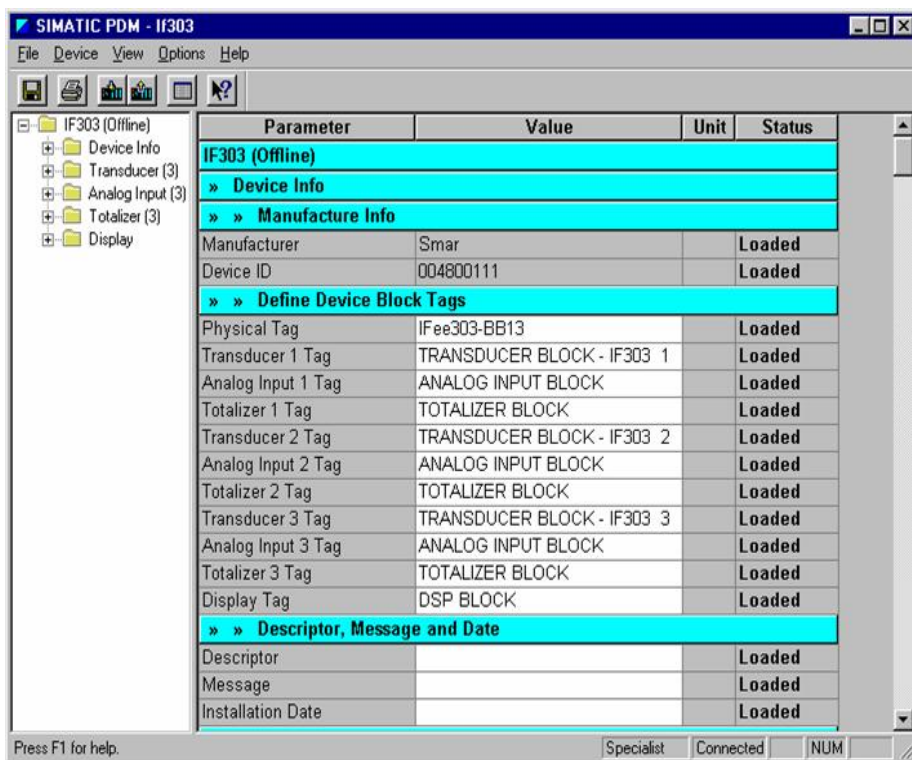 SIMATIC PDM - If303
File Device View Options Help
IF303 (Offline)
Device Info
Transducer (3)
Analog Input (3)
Totalizer (3)
Display
Parameter Value Unit Status
IF303 (Offline)
» Device Info
» » Manufacture Info
Manufacturer Smar Loaded
Device ID 004800111 Loaded
» » Define Device Block Tags
Physical Tag IFee303-BB13 Loaded
Transducer 1 Tag TRANSDUCER BLOCK - IF303 1 Loaded
Analog Input 1 Tag ANALOG INPUT BLOCK Loaded
Totalizer 1 Tag TOTALIZER BLOCK Loaded
Transducer 2 Tag TRANSDUCER BLOCK - IF303 2 Loaded
Analog Input 2 Tag ANALOG INPUT BLOCK Loaded
Totalizer 2 Tag TOTALIZER BLOCK Loaded
Transducer 3 Tag TRANSDUCER BLOCK - IF303 3 Loaded
Analog Input 3 Tag ANALOG INPUT BLOCK Loaded
Totalizer 3 Tag TOTALIZER BLOCK Loaded
Display Tag DSP BLOCK Loaded
» » Descriptor, Message and Date
Descriptor Loaded
Message Loaded
Installation Date Loaded
Press F1 for help. Specialist Connected NUM